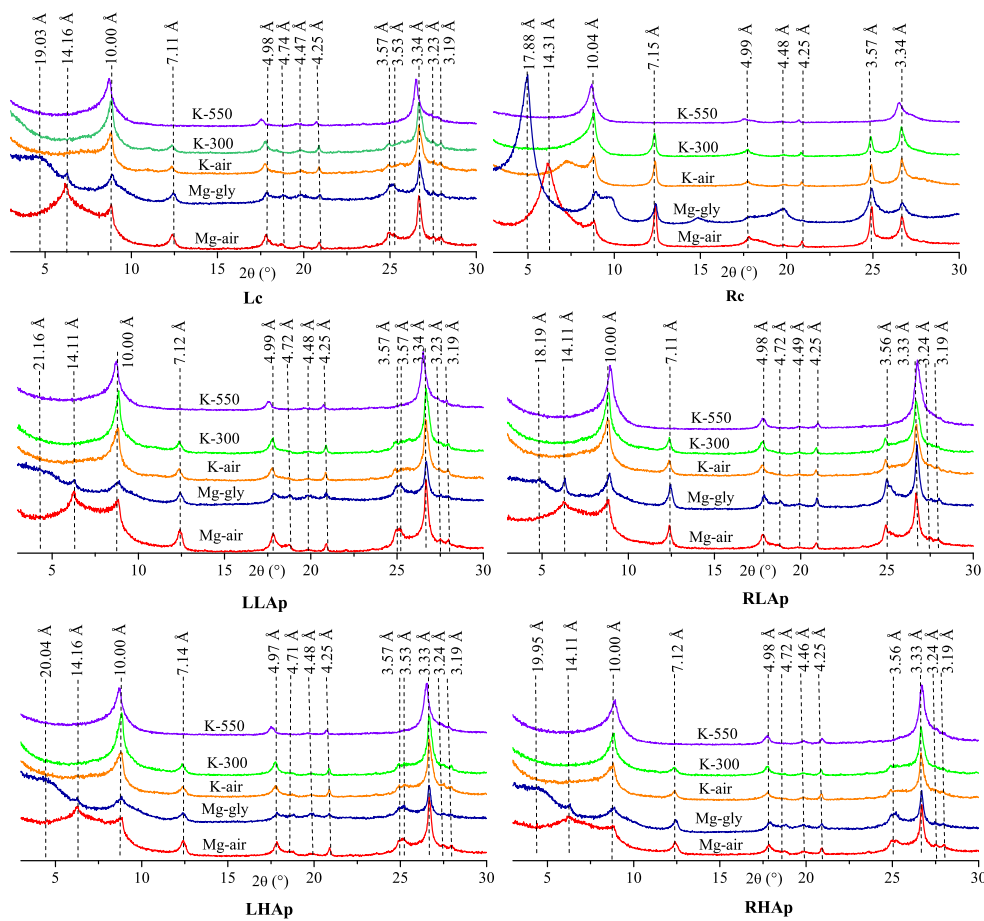 19.03 Å
14.16 Å
10.00 Å
7.11 Å
4.98 Å
4.74 Å
4.47 Å
4.25 Å
3.57 Å
3.53 Å
3.34 Å
3.23 Å
3.19 Å
K-550
K-300
K-air
Mg-gly
Mg-air
5 10 15 20 25 30
2θ (°)
Lc
17.88 Å
14.31 Å
10.04 Å
7.15 Å
4.99 Å
4.48 Å
4.25 Å
3.57 Å
3.34 Å
K-550
K-300
K-air
Mg-gly
Mg-air
5 10 15 20 25 30
2θ (°)
Rc
21.16 Å
14.11 Å
10.00 Å
7.12 Å
4.99 Å
4.72 Å
4.48 Å
4.25 Å
3.57 Å
3.57 Å
3.34 Å
3.23 Å
3.19 Å
K-550
K-300
K-air
Mg-gly
Mg-air
5 10 15 20 25 30
2θ (°)
LLAp
18.19 Å
14.11 Å
10.00 Å
7.11 Å
4.98 Å
4.72 Å
4.49 Å
4.25 Å
3.56 Å
3.33 Å
3.24 Å
3.19 Å
K-550
K-300
K-air
Mg-gly
Mg-air
5 10 15 20 25 30
2θ (°)
RLAp
20.04 Å
14.16 Å
10.00 Å
7.14 Å
4.97 Å
4.71 Å
4.48 Å
4.25 Å
3.57 Å
3.53 Å
3.33 Å
3.24 Å
3.19 Å
K-550
K-300
K-air
Mg-gly
Mg-air
5 10 15 20 25 30
2θ (°)
LHAp
19.95 Å
14.11 Å
10.00 Å
7.12 Å
4.98 Å
4.72 Å
4.46 Å
4.25 Å
3.56 Å
3.33 Å
3.24 Å
3.19 Å
K-550
K-300
K-air
Mg-gly
Mg-air
5 10 15 20 25 30
2θ (°)
RHAp